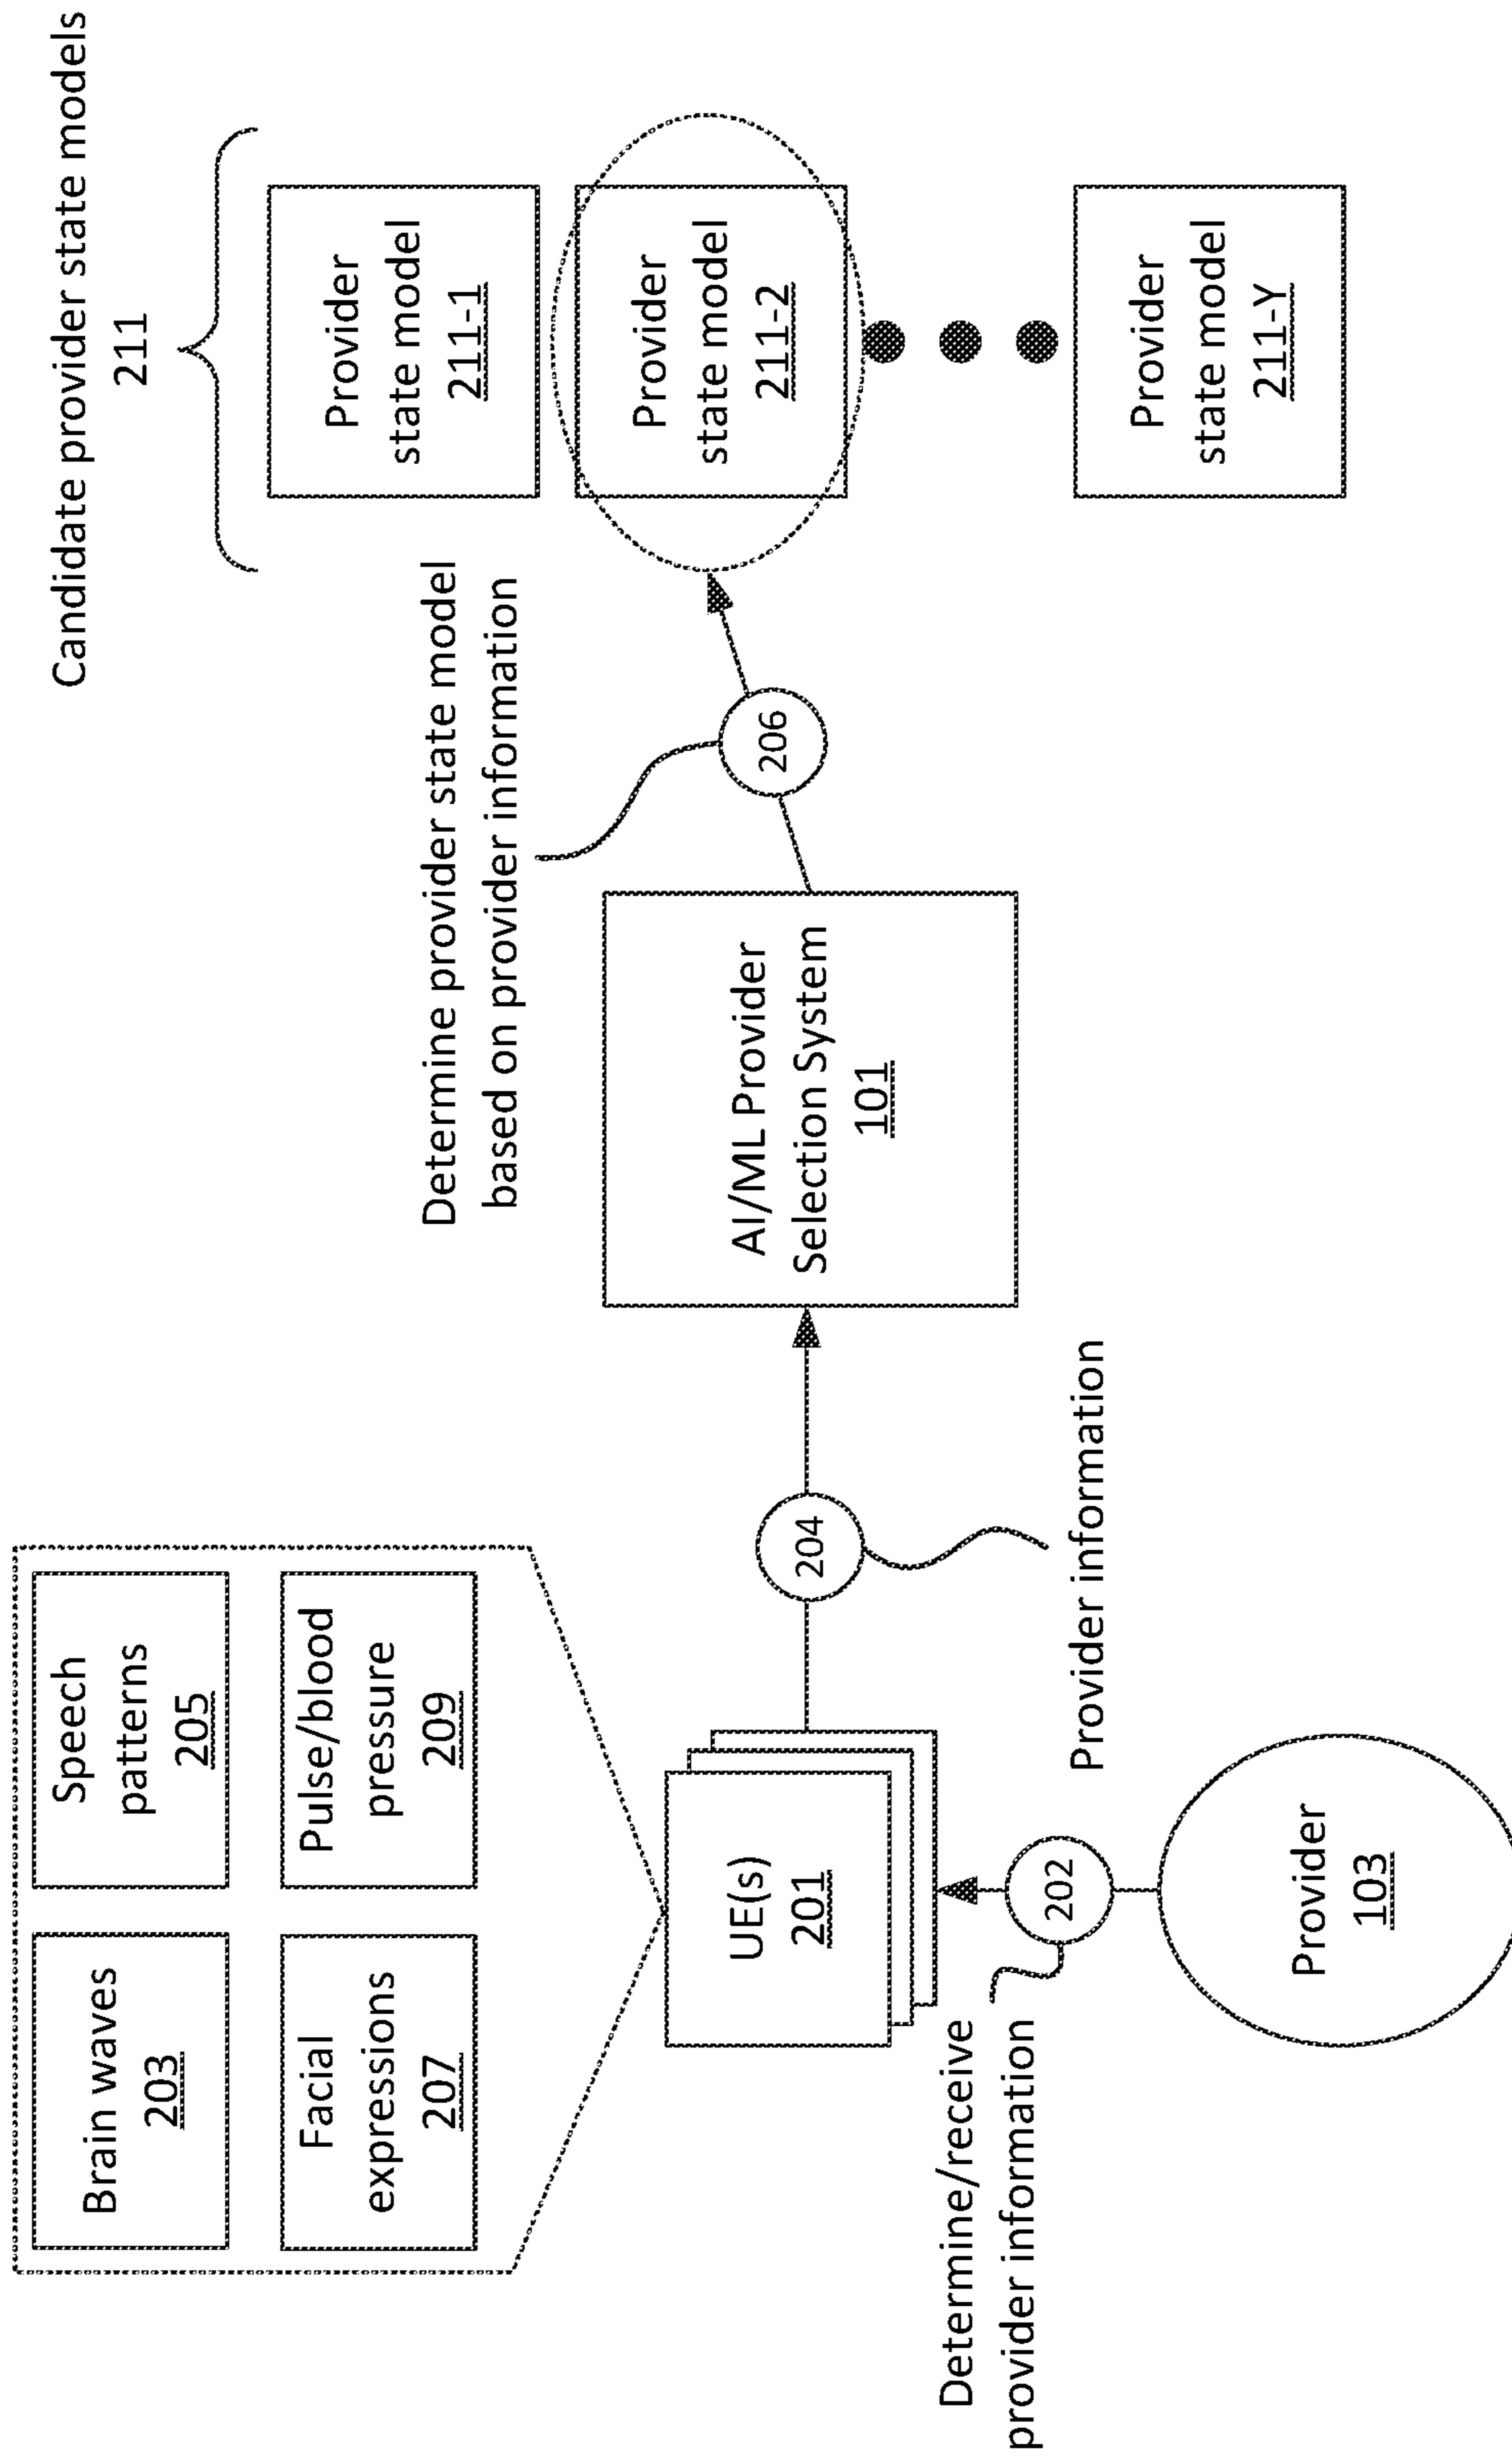 Brain waves
203
Speech
patterns
205
Facial
expressions
207
Pulse/blood
pressure
209
UE(s)
201
Determine/receive
provider information
202
Provider
103
204
Provider information
AI/ML Provider
Selection System
101
Determine provider state model
based on provider information
206
Candidate provider state models
211
Provider
state model
211-1
Provider
state model
211-2
Provider
state model
211-Y